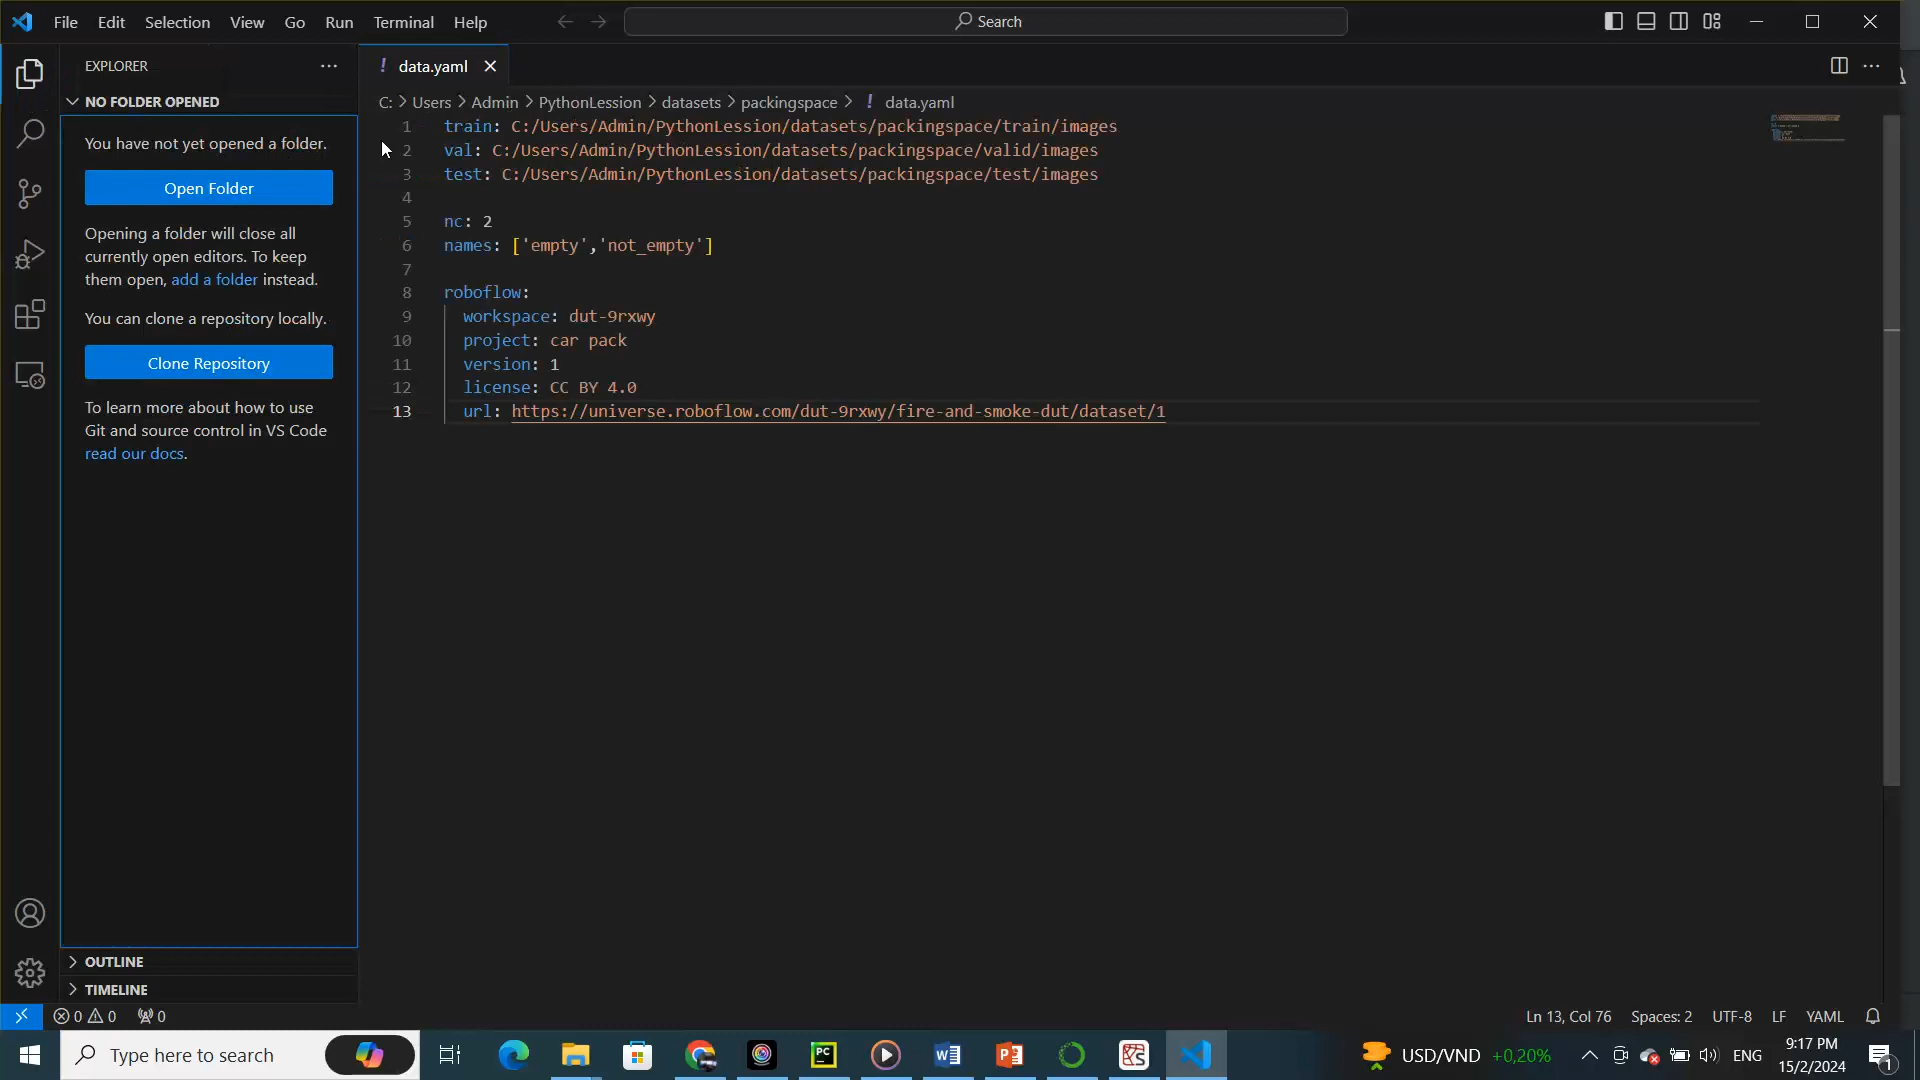 File Edit Selection View Go Run Terminal Help
Search
EXPLORER
NO FOLDER OPENED
You have not yet opened a folder.
Open Folder
Opening a folder will close all
currently open editors. To keep
them open, add a folder instead.
You can clone a repository locally.
Clone Repository
To learn more about how to use
Git and source control in VS Code
read our docs.
OUTLINE
TIMELINE
! data.yaml
C: > Users > Admin > PythonLession > datasets > packingspace > ! data.yaml
1 train: C:/Users/Admin/PythonLession/datasets/packingspace/train/images
2 val: C:/Users/Admin/PythonLession/datasets/packingspace/valid/images
3 test: C:/Users/Admin/PythonLession/datasets/packingspace/test/images
4
5 nc: 2
6 names: ['empty','not_empty']
7
8 roboflow:
9 workspace: dut-9rxwy
10 project: car pack
11 version: 1
12 license: CC BY 4.0
13 url: https://universe.roboflow.com/dut-9rxwy/fire-and-smoke-dut/dataset/1
0 0 0
Ln 13, Col 76 Spaces: 2 UTF-8 LF YAML
Type here to search
PC
USD/VND +0,20%
ENG
9:17 PM
15/2/2024
1